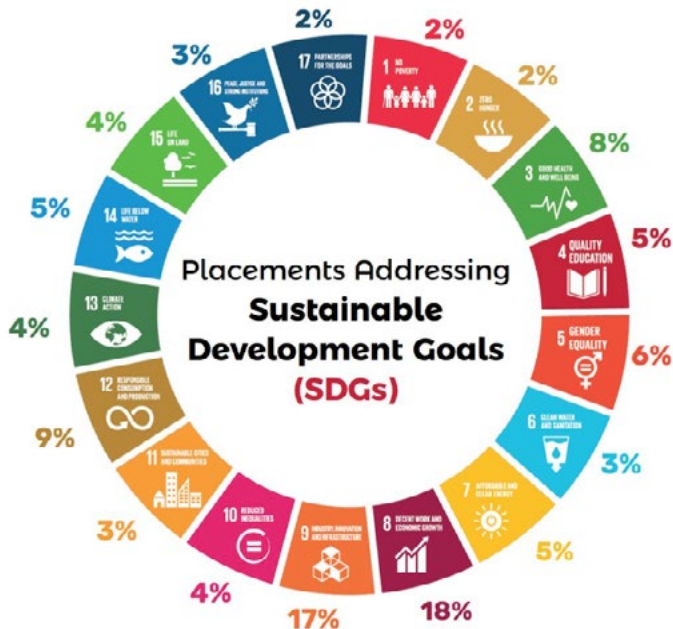 Placements Addressing
Sustainable
Development Goals
(SDGs)
1 NO
POVERTY
2%
2 ZERO
HUNGER
2%
3 GOOD HEALTH
AND WELL BEING
8%
4 QUALITY
EDUCATION
5%
5 GENDER
EQUALITY
6%
6 CLEAN WATER
AND SANITATION
3%
7 AFFORDABLE AND
CLEAN ENERGY
5%
8 DECENT WORK AND
ECONOMIC GROWTH
18%
9 INDUSTRY, INNOVATION
AND INFRASTRUCTURE
17%
10 REDUCED
INEQUALITIES
4%
11 SUSTAINABLE CITIES
AND COMMUNITIES
3%
12 RESPONSIBLE
CONSUMPTION
AND PRODUCTION
9%
13 CLIMATE
ACTION
4%
14 LIFE BELOW
WATER
5%
15 LIFE
ON LAND
4%
16 PEACE, JUSTICE AND
STRONG INSTITUTIONS
3%
17 PARTNERSHIPS
FOR THE GOALS
2%